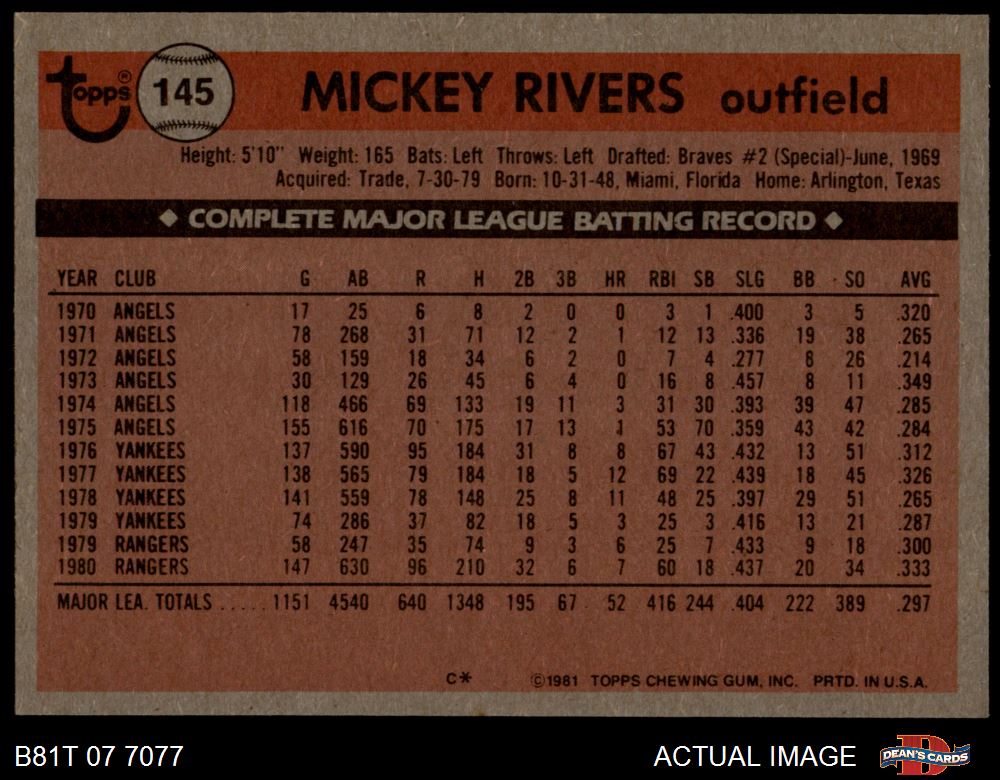 Topps® 145 MICKEY RIVERS outfield
Height: 5'10" Weight: 165 Bats: Left Throws: Left Drafted: Braves #2 (Special)-June, 1969
Acquired: Trade, 7-30-79 Born: 10-31-48, Miami, Florida Home: Arlington, Texas
◆ COMPLETE MAJOR LEAGUE BATTING RECORD ◆
YEAR CLUB G AB R H 2B 3B HR RBI SB SLG BB SO AVG
1970 ANGELS 17 25 6 8 2 0 0 3 1 .400 3 5 .320
1971 ANGELS 78 268 31 71 12 2 1 12 13 .336 19 38 .265
1972 ANGELS 58 159 18 34 6 2 0 7 4 .277 8 26 .214
1973 ANGELS 30 129 26 45 6 4 0 16 8 .457 8 11 .349
1974 ANGELS 118 466 69 133 19 11 3 31 30 .393 39 47 .285
1975 ANGELS 155 616 70 175 17 13 1 53 70 .359 43 42 .284
1976 YANKEES 137 590 95 184 31 8 8 67 43 .432 13 51 .312
1977 YANKEES 138 565 79 184 18 5 12 69 22 .439 18 45 .326
1978 YANKEES 141 559 78 148 25 8 11 48 25 .397 29 51 .265
1979 YANKEES 74 286 37 82 18 5 3 25 3 .416 13 21 .287
1979 RANGERS 58 247 35 74 9 3 6 25 7 .433 9 18 .300
1980 RANGERS 147 630 96 210 32 6 7 60 18 .437 20 34 .333
MAJOR LEA. TOTALS ..... 1151 4540 640 1348 195 67 52 416 244 .404 222 389 .297
C* ©1981 TOPPS CHEWING GUM, INC. PRTD. IN U.S.A.
B81T 07 7077 ACTUAL IMAGE DEAN'S CARDS